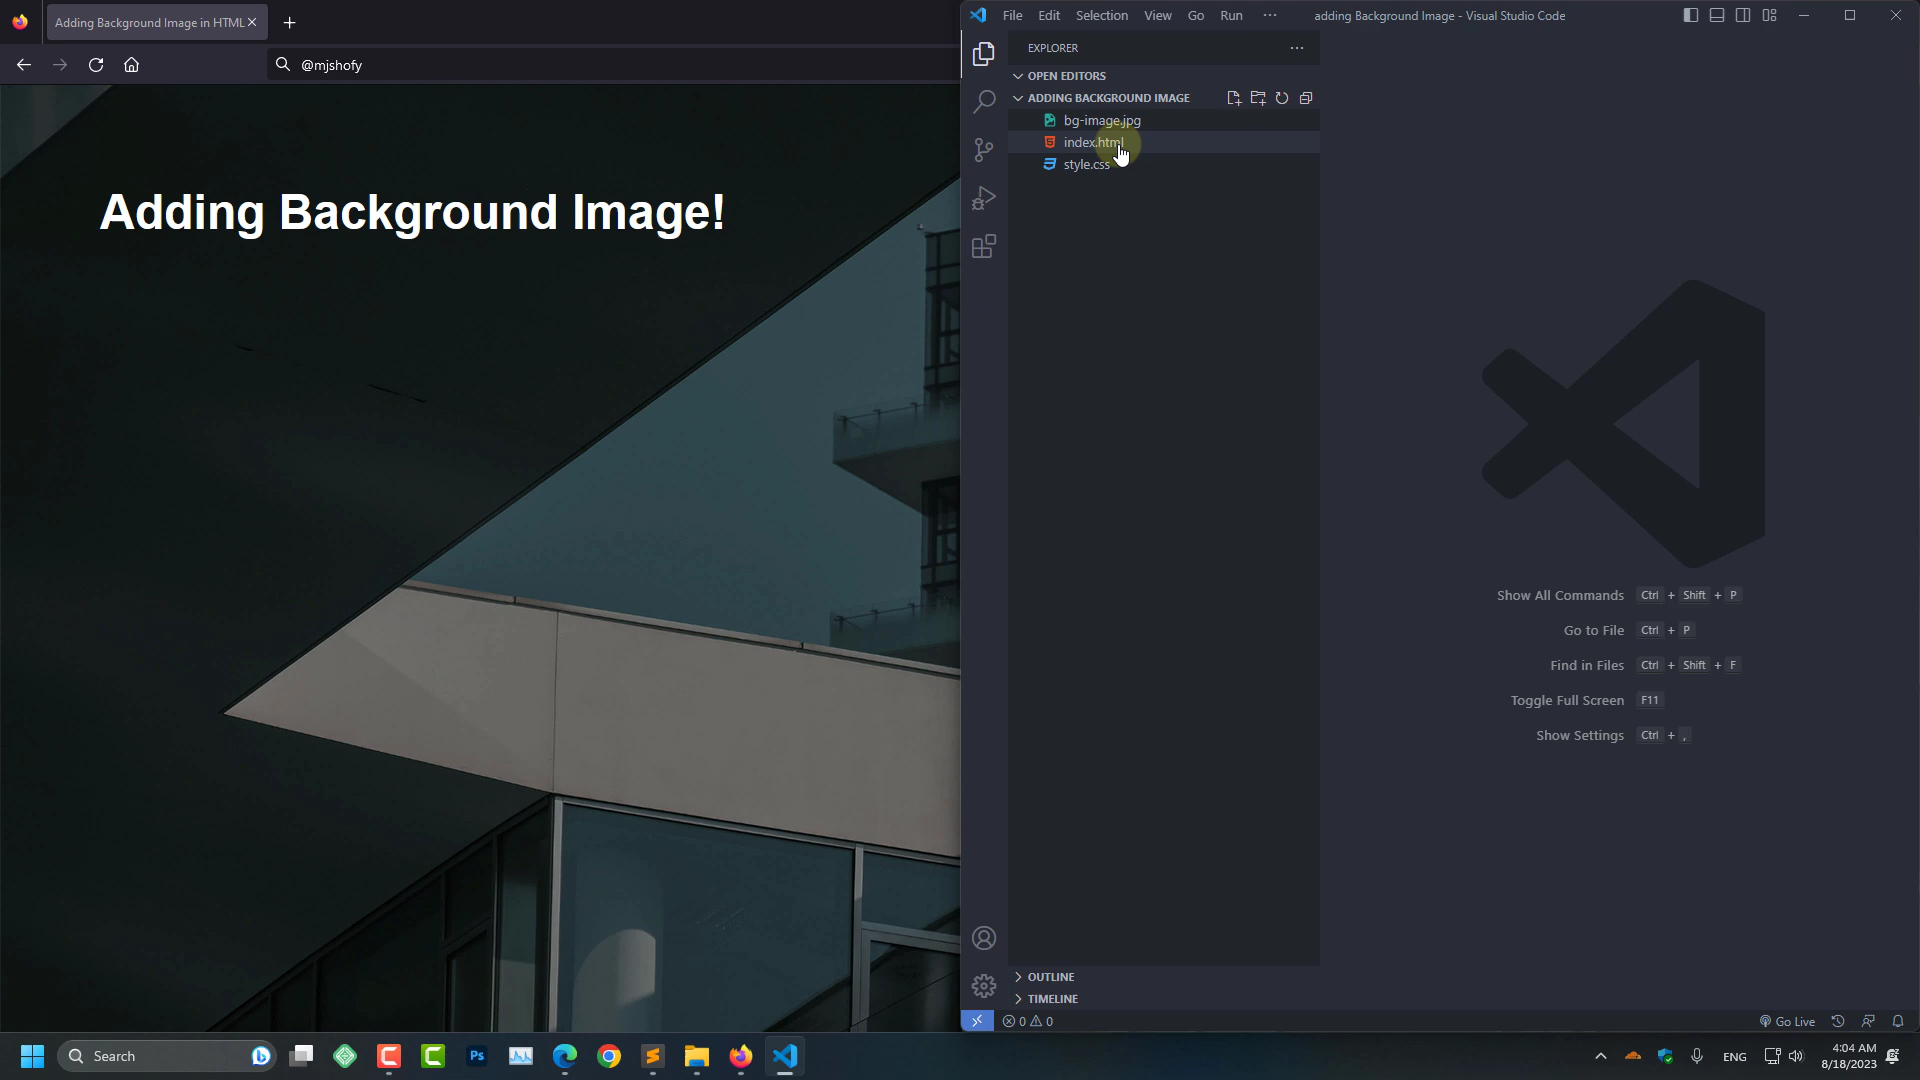 Adding Background Image in HTML
@mjshofy
Adding Background Image!
File Edit Selection View Go Run ··· adding Background Image - Visual Studio Code
EXPLORER
OPEN EDITORS
ADDING BACKGROUND IMAGE
bg-image.jpg
index.html
style.css
Show All Commands Ctrl + Shift + P
Go to File Ctrl + P
Find in Files Ctrl + Shift + F
Toggle Full Screen F11
Show Settings Ctrl + ,
OUTLINE
TIMELINE
0 0
Go Live
Search
Ps
ENG
4:04 AM
8/18/2023